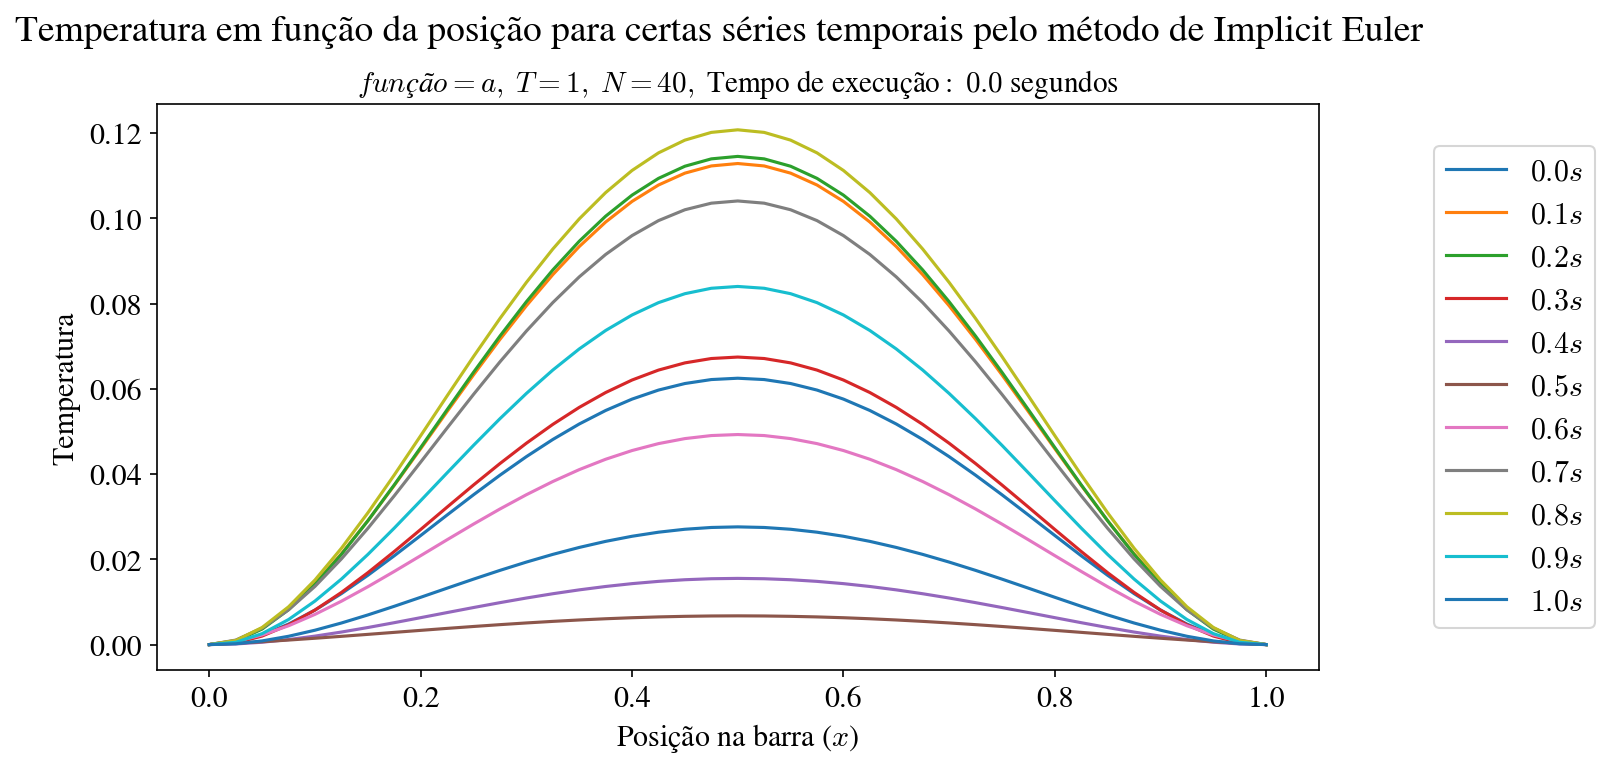 Temperatura em função da posição para certas séries temporais pelo método de Implicit Euler
função = a, T = 1, N = 40, Tempo de execução : 0.0 segundos
0.12
0.10
0.08
0.06
0.04
0.02
0.00
Temperatura
0.0 0.2 0.4 0.6 0.8 1.0
Posição na barra (x)
0.0s
0.1s
0.2s
0.3s
0.4s
0.5s
0.6s
0.7s
0.8s
0.9s
1.0s